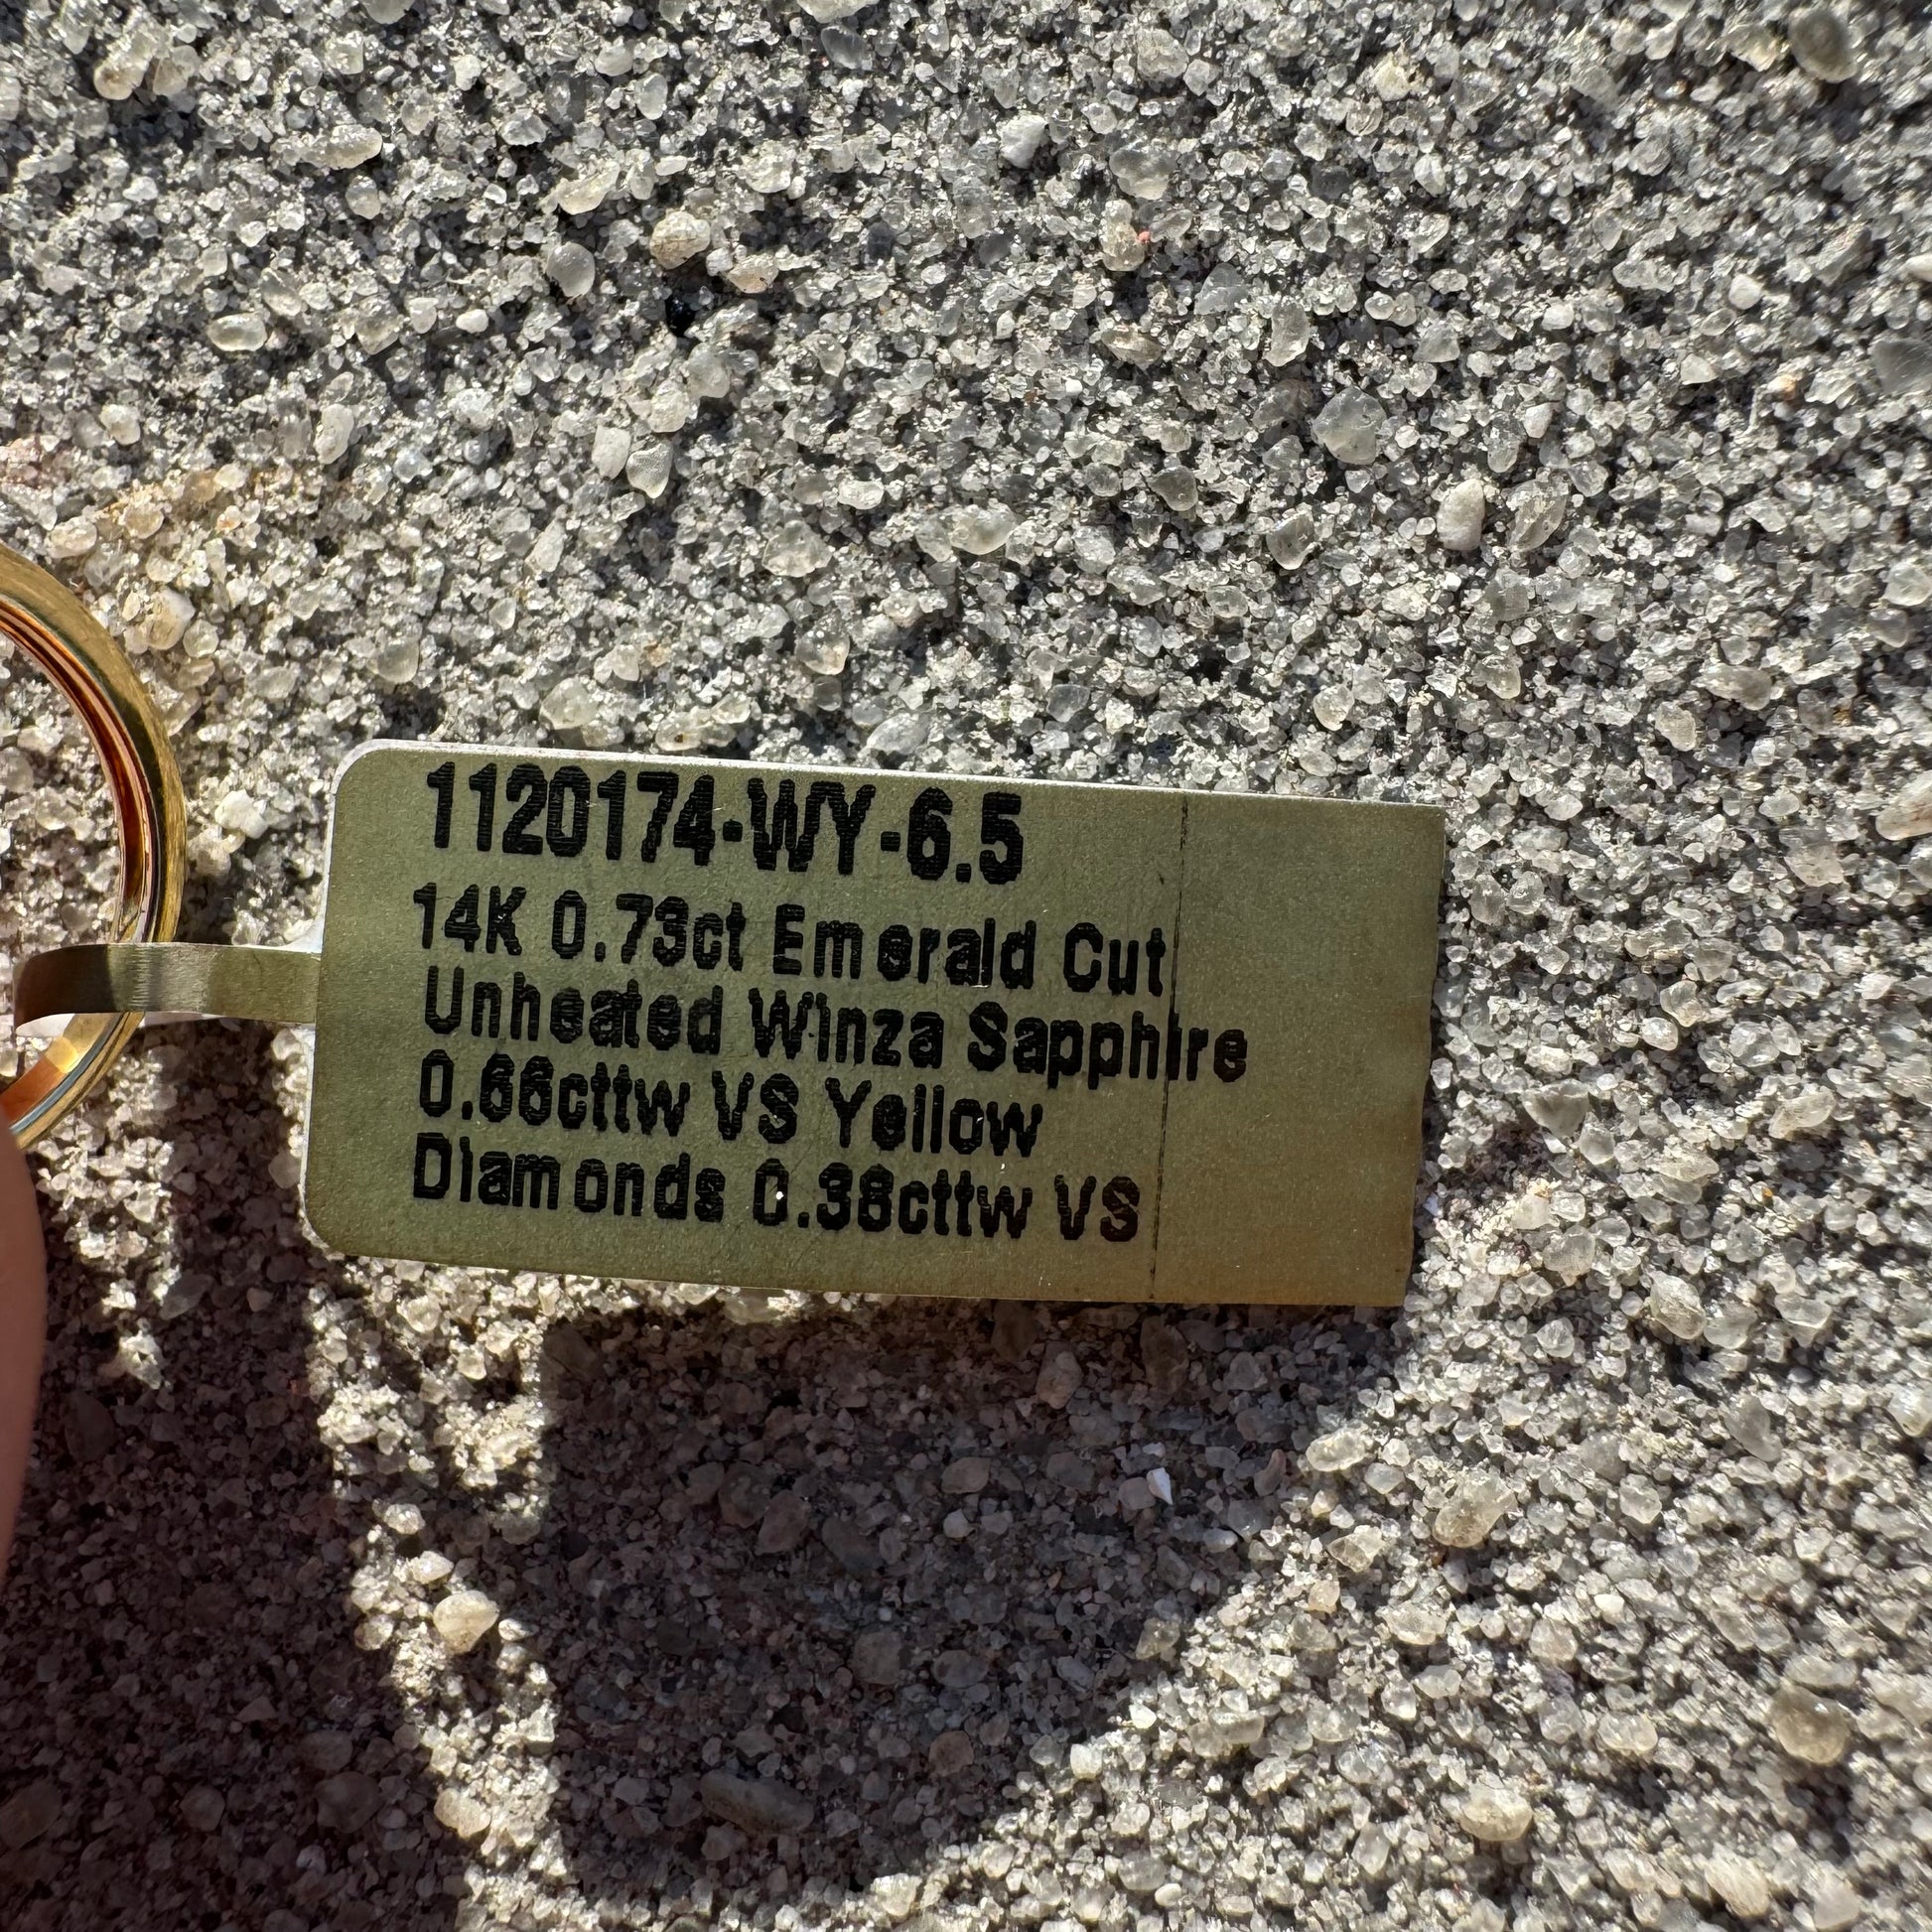 1120174-WY-6.5
14K 0.73ct Emerald Cut
Unheated Winza Sapphire
0.66cttw VS Yellow
Diamonds 0.38cttw VS